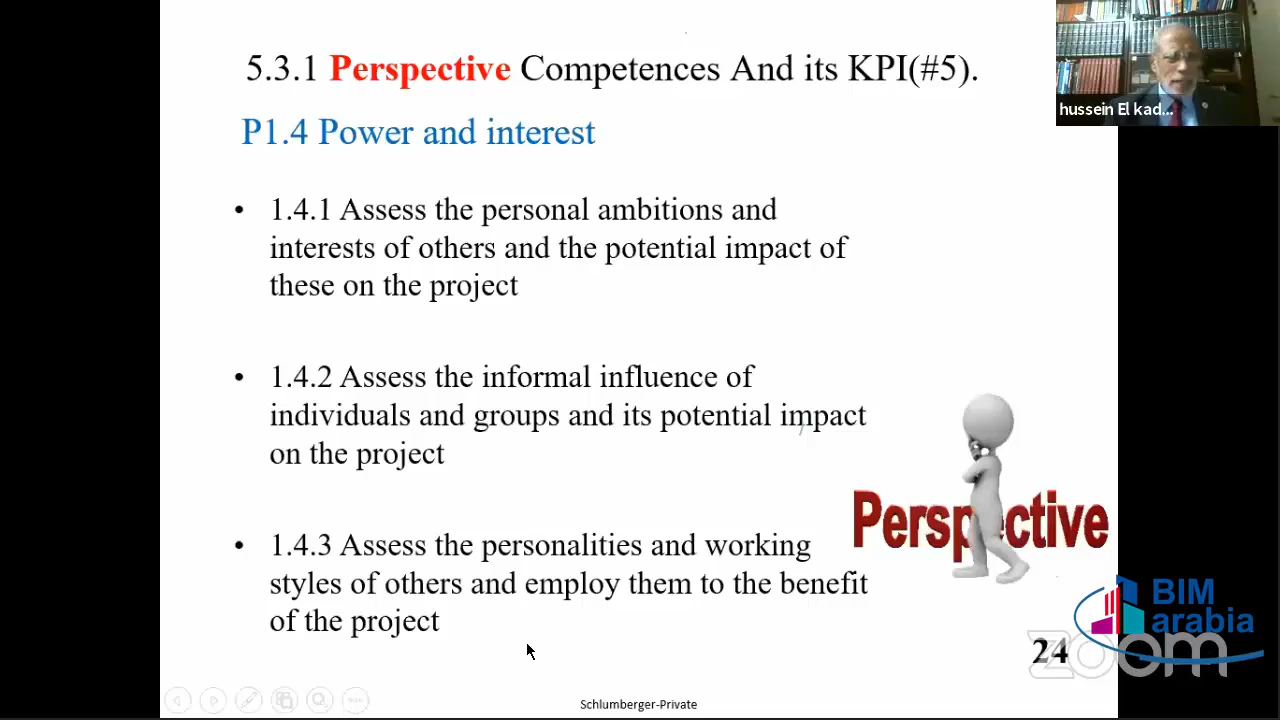 5.3.1 Perspective Competences And its KPI(#5).
P1.4 Power and interest
• 1.4.1 Assess the personal ambitions and
interests of others and the potential impact of
these on the project
• 1.4.2 Assess the informal influence of
individuals and groups and its potential impact
on the project
• 1.4.3 Assess the personalities and working
styles of others and employ them to the benefit
of the project
Perspective
24
Schlumberger-Private
hussein El kad...
BIM
arabia
zoom